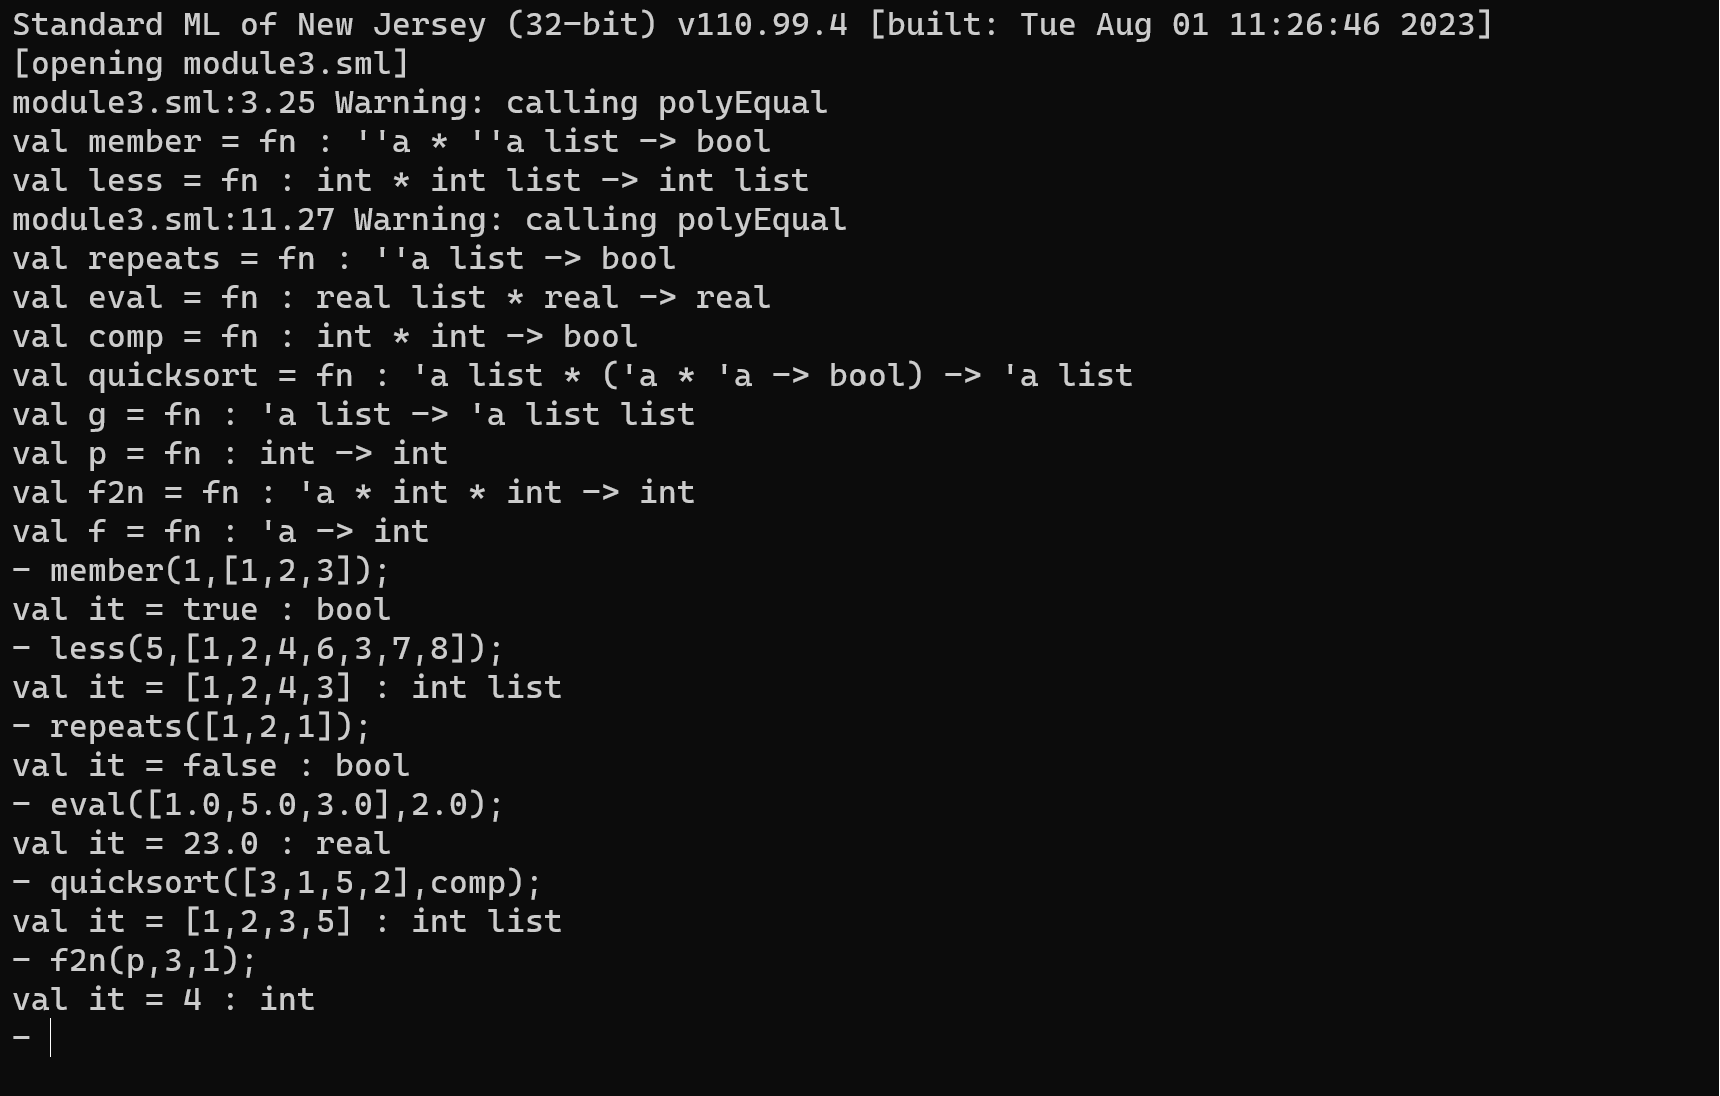 Standard ML of New Jersey (32-bit) v110.99.4 [built: Tue Aug 01 11:26:46 2023]
[opening module3.sml]
module3.sml:3.25 Warning: calling polyEqual
val member = fn : ''a * ''a list -> bool
val less = fn : int * int list -> int list
module3.sml:11.27 Warning: calling polyEqual
val repeats = fn : ''a list -> bool
val eval = fn : real list * real -> real
val comp = fn : int * int -> bool
val quicksort = fn : 'a list * ('a * 'a -> bool) -> 'a list
val g = fn : 'a list -> 'a list list
val p = fn : int -> int
val f2n = fn : 'a * int * int -> int
val f = fn : 'a -> int
- member(1,[1,2,3]);
val it = true : bool
- less(5,[1,2,4,6,3,7,8]);
val it = [1,2,4,3] : int list
- repeats([1,2,1]);
val it = false : bool
- eval([1.0,5.0,3.0],2.0);
val it = 23.0 : real
- quicksort([3,1,5,2],comp);
val it = [1,2,3,5] : int list
- f2n(p,3,1);
val it = 4 : int
-